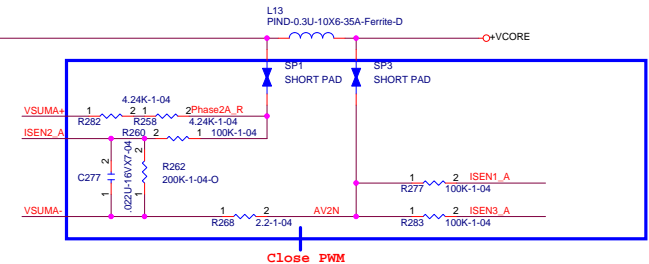 L13
PIND-0.3U-10X6-35A-Ferrite-D
+VCORE
SP1
SHORT PAD
SP3
SHORT PAD
4.24K-1-04
VSUMA+
1
2
1
2
Phase2A_R
R282
R258
4.24K-1-04
ISEN2_A
R260
2
1
100K-1-04
2
2
C277
.022U-16VX7-04
R262
200K-1-04-O
1
1
1
2
ISEN1_A
R277
100K-1-04
VSUMA-
1
2
AV2N
1
2
ISEN3_A
R268
2.2-1-04
R283
100K-1-04
Close PWM